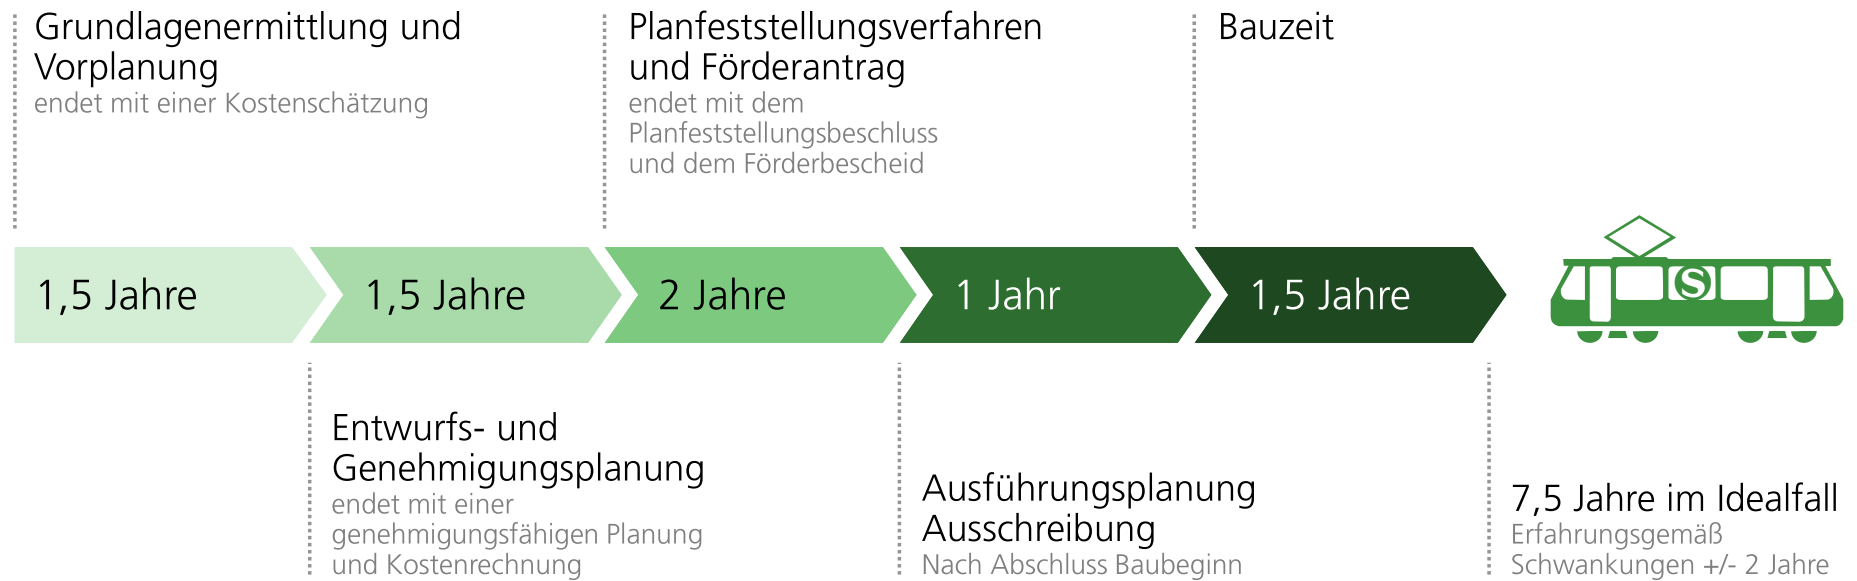 Grundlagenermittlung und
Vorplanung
endet mit einer Kostenschätzung
Planfeststellungsverfahren
und Förderantrag
endet mit dem
Planfeststellungsbeschluss
und dem Förderbescheid
Bauzeit
1,5 Jahre
1,5 Jahre
2 Jahre
1 Jahr
1,5 Jahre
S
Entwurfs- und
Genehmigungsplanung
endet mit einer
genehmigungsfähigen Planung
und Kostenrechnung
Ausführungsplanung
Ausschreibung
Nach Abschluss Baubeginn
7,5 Jahre im Idealfall
Erfahrungsgemäß
Schwankungen +/- 2 Jahre